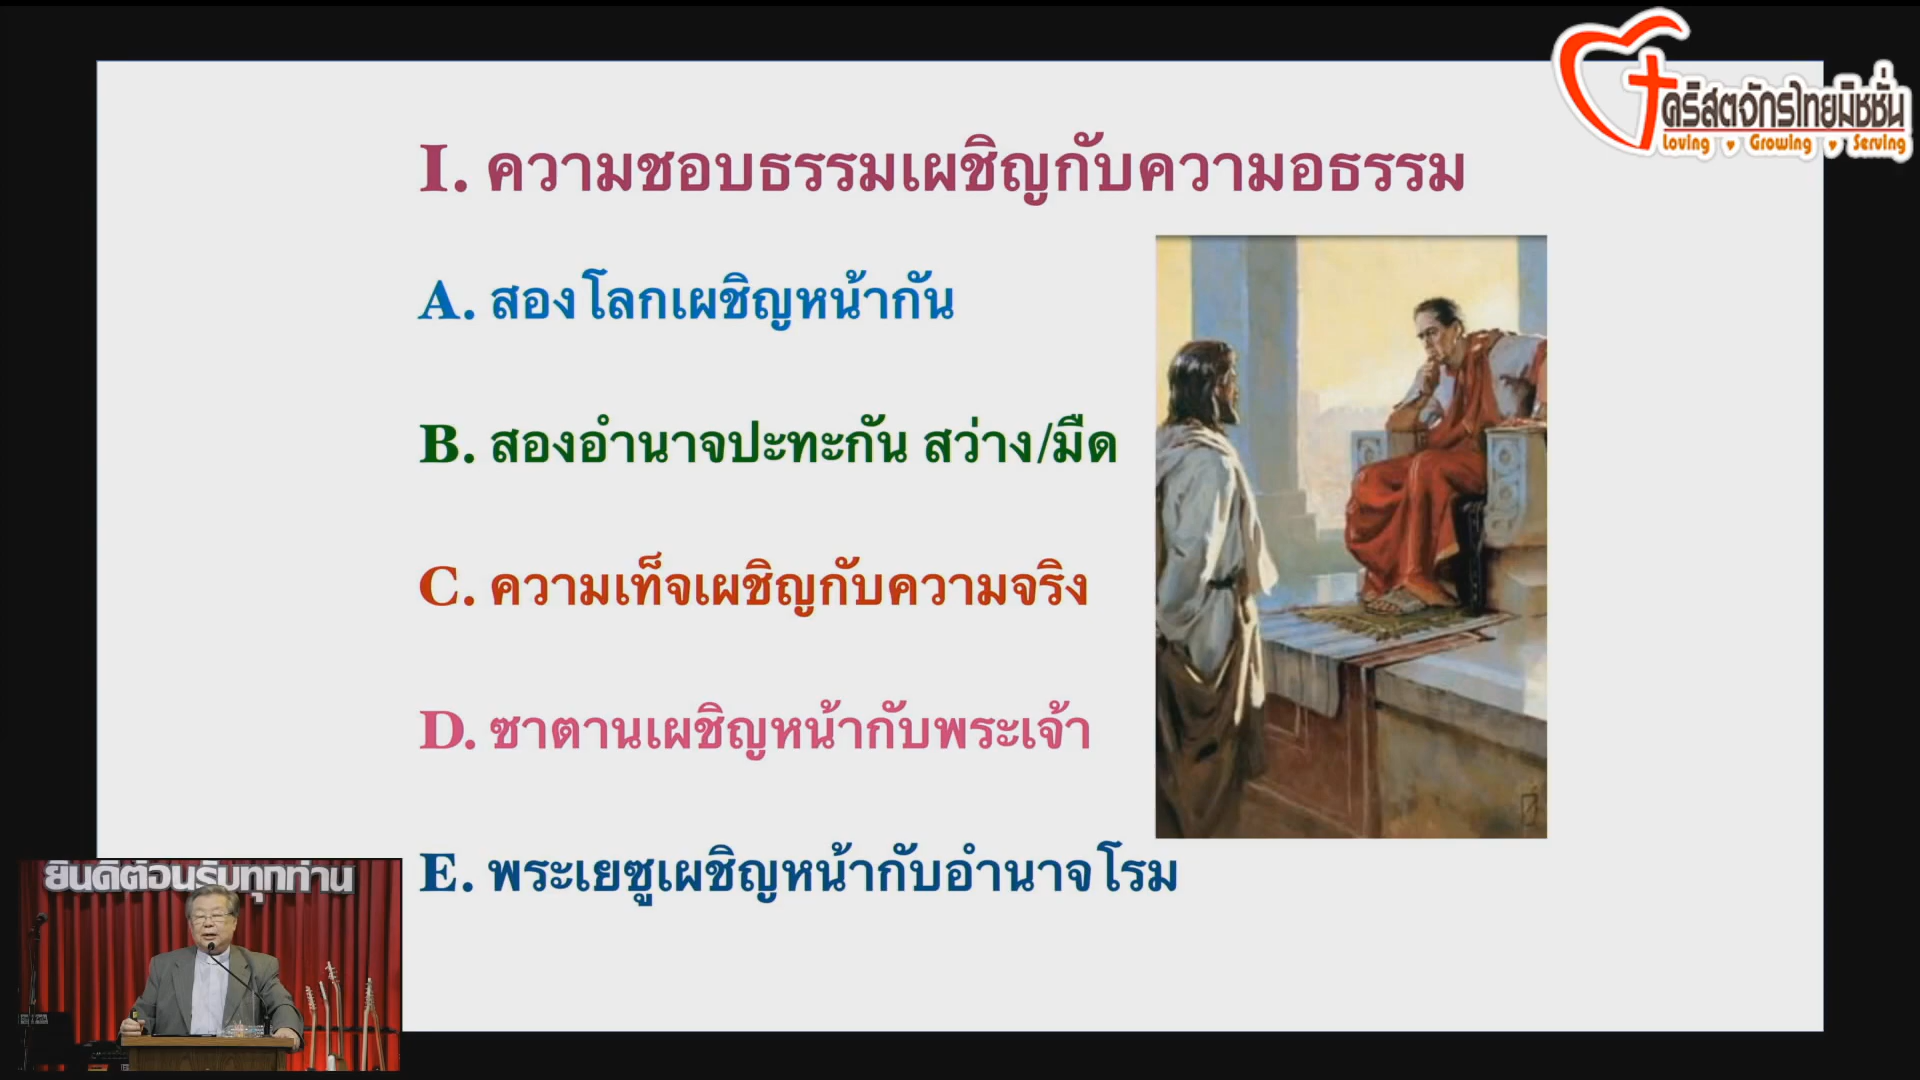 คริสตจักรไทยมิชชั่น
Loving ♥ Growing ♥ Serving
I. ความชอบธรรมเผชิญกับความอธรรม
A. สองโลกเผชิญหน้ากัน
B. สองอำนาจปะทะกัน สว่าง/มืด
C. ความเท็จเผชิญกับความจริง
D. ซาตานเผชิญหน้ากับพระเจ้า
E. พระเยซูเผชิญหน้ากับอำนาจโรม
ยินดีต้อนรับทุกท่าน